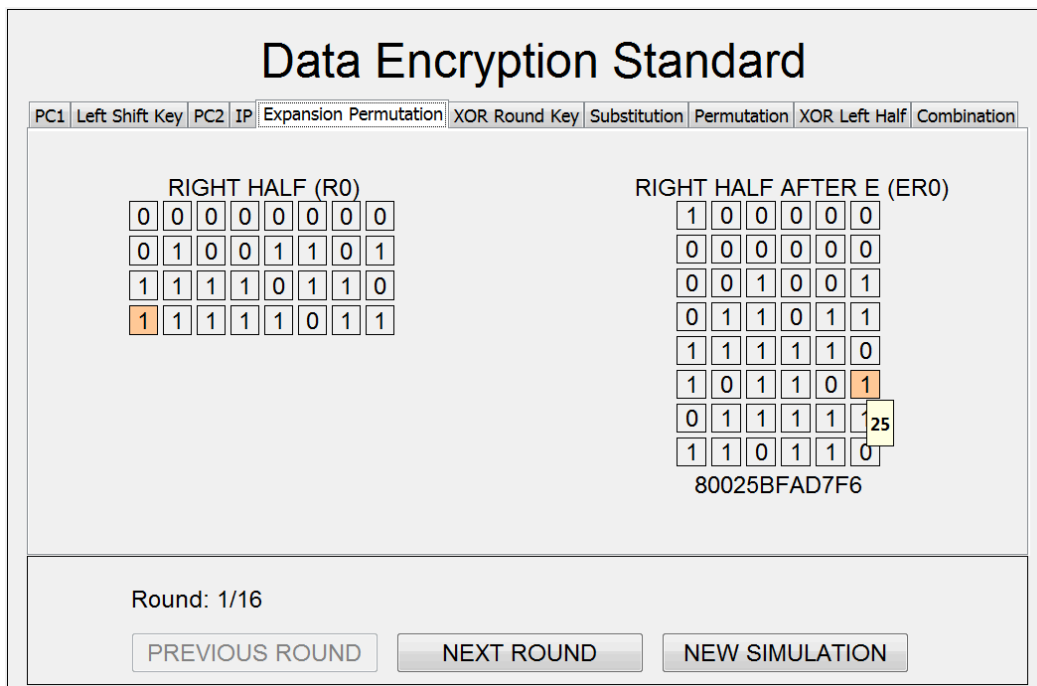 Data Encryption Standard
PC1 Left Shift Key PC2 IP Expansion Permutation XOR Round Key Substitution Permutation XOR Left Half Combination
RIGHT HALF (R0)
0 0 0 0 0 0 0 0
0 1 0 0 1 1 0 1
1 1 1 1 0 1 1 0
1 1 1 1 1 0 1 1
RIGHT HALF AFTER E (ER0)
1 0 0 0 0 0
0 0 0 0 0 0
0 0 1 0 0 1
0 1 1 0 1 1
1 1 1 1 1 0
1 0 1 1 0 1
0 1 1 1 1 1
25
1 1 0 1 1 0
80025BFAD7F6
Round: 1/16
PREVIOUS ROUND NEXT ROUND NEW SIMULATION